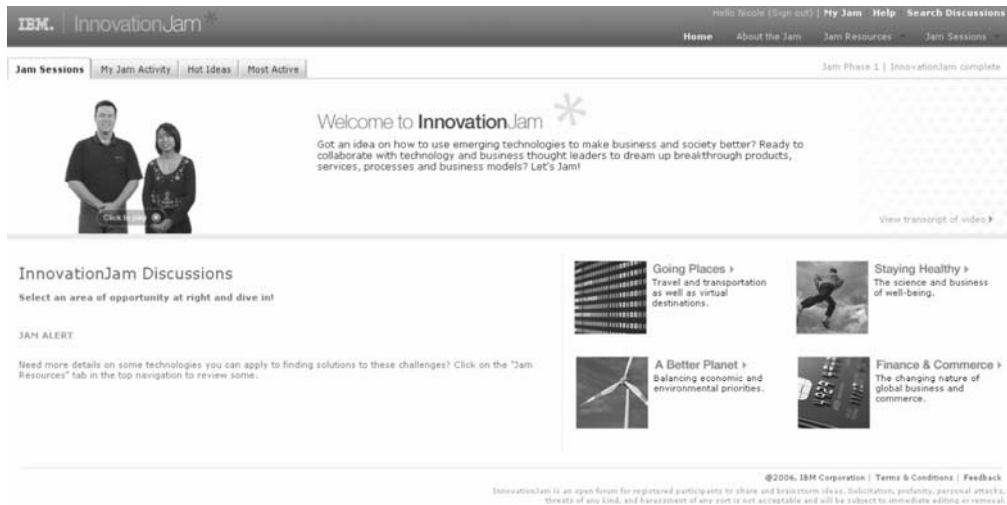 IBM. InnovationJam*
Hello Nicole (Sign out) | My Jam Help Search Discussions
Home About the Jam Jam Resources Jam Sessions
Jam Sessions My Jam Activity Hot Ideas Most Active
Jam Phase 1 | InnovationJam complete
Welcome to InnovationJam
Got an idea on how to use emerging technologies to make business and society better? Ready to
collaborate with technology and business thought leaders to dream up breakthrough products,
services, processes and business models? Let's Jam!
Click to play
View transcript of video
InnovationJam Discussions
Select an area of opportunity at right and dive in!
JAM ALERT
Need more details on some technologies you can apply to finding solutions to these challenges? Click on the "Jam
Resources" tab in the top navigation to review some.
Going Places
Travel and transportation
as well as virtual
destinations.
Staying Healthy
The science and business
of well-being.
A Better Planet
Balancing economic and
environmental priorities.
Finance & Commerce
The changing nature of
global business and
commerce.
@2006, IBM Corporation | Terms & Conditions | Feedback
InnovationJam is an open forum for registered participants to share and brainstorm ideas. Solicitation, profanity, personal attacks,
threats of any kind, and harassment of any sort is not acceptable and will be subject to immediate editing or removal.